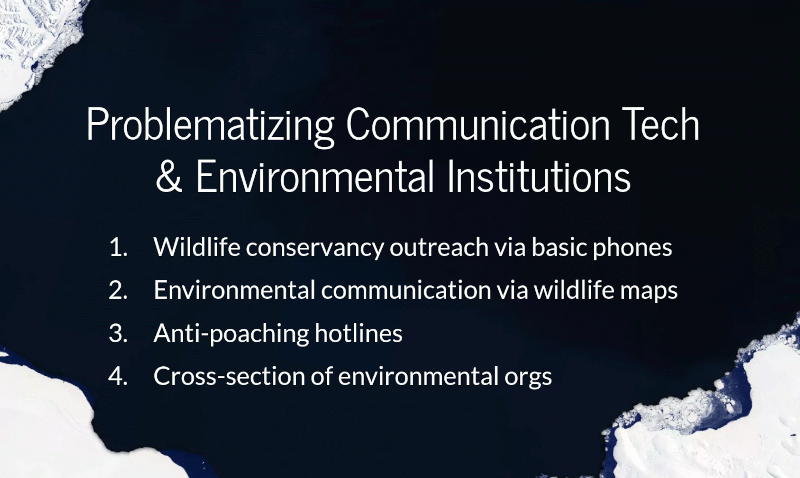 Problematizing Communication Tech
& Environmental Institutions
1. Wildlife conservancy outreach via basic phones
2. Environmental communication via wildlife maps
3. Anti-poaching hotlines
4. Cross-section of environmental orgs